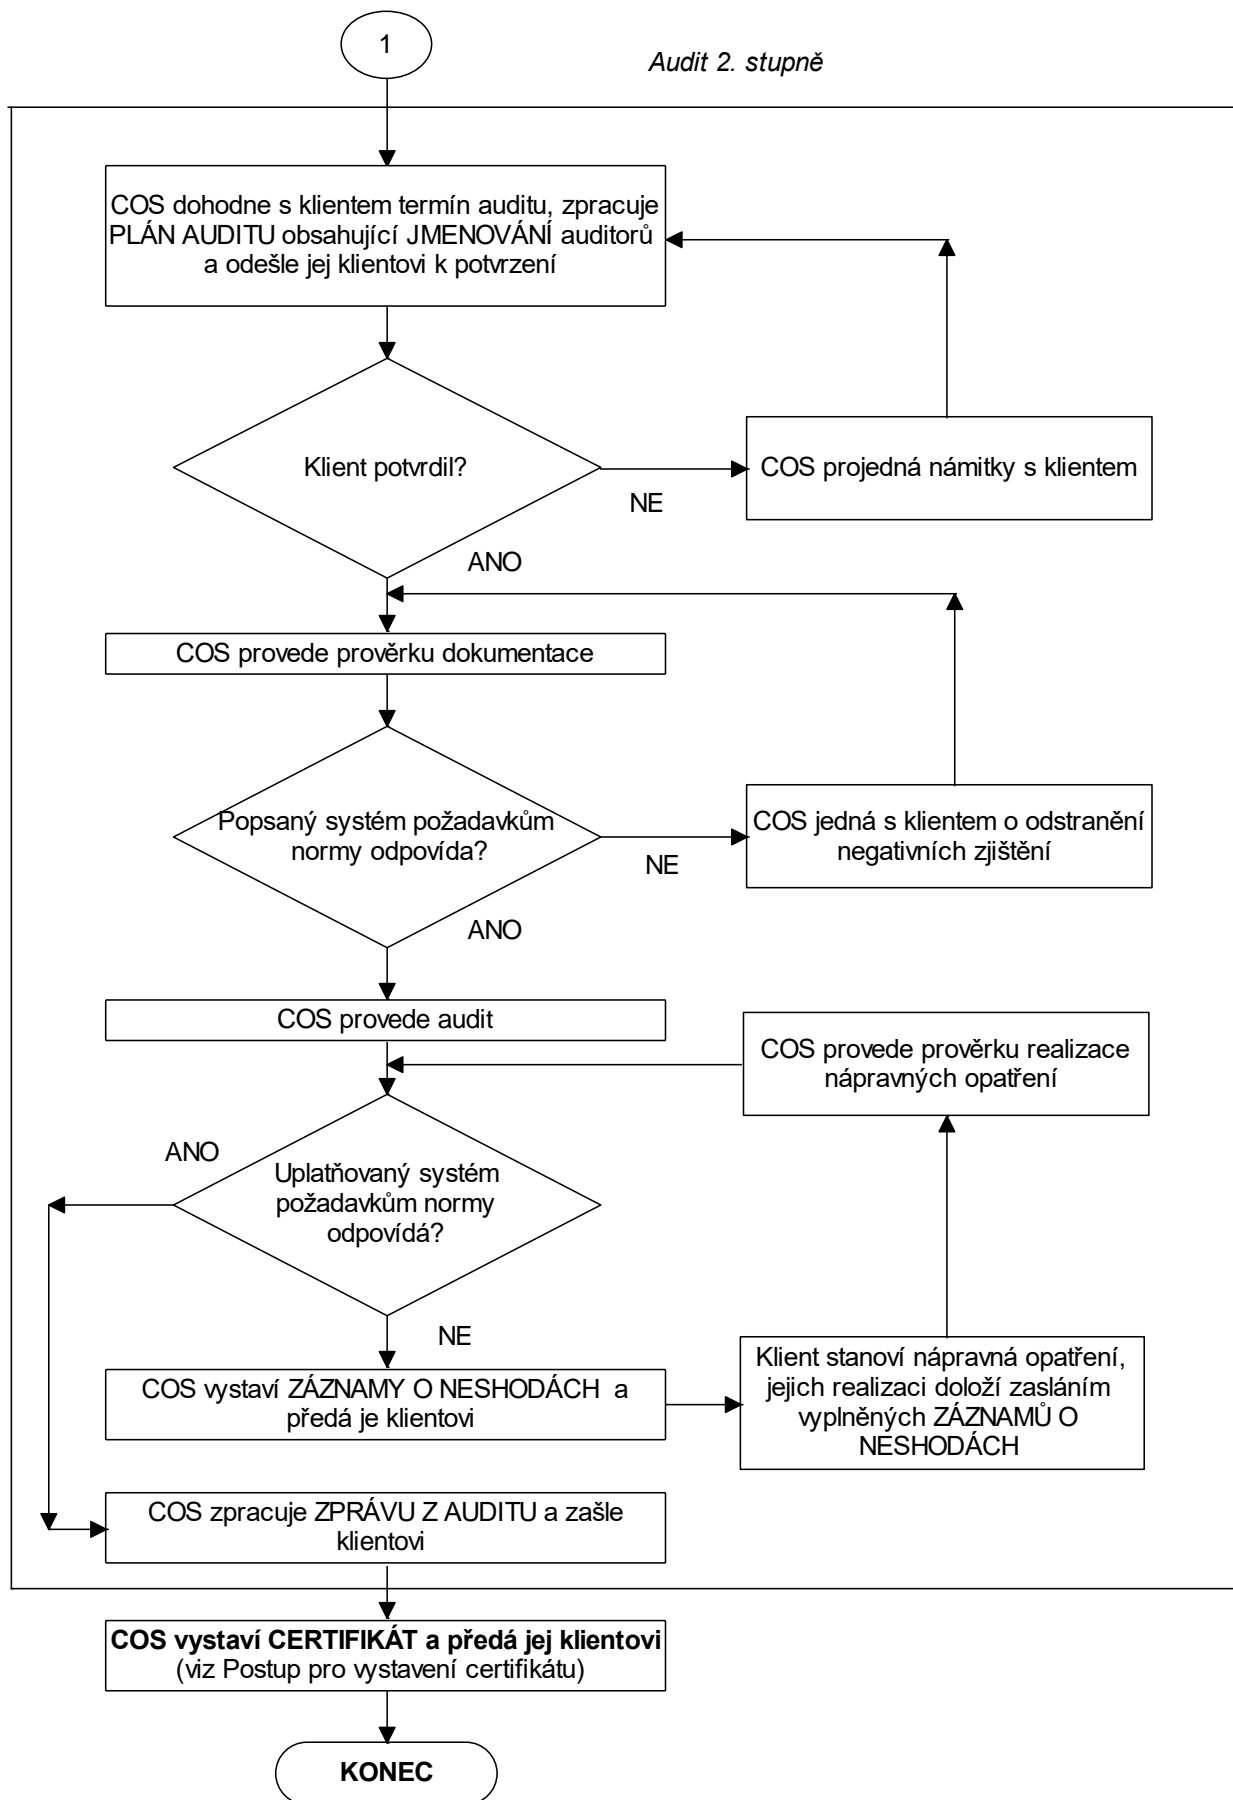 1
Audit 2. stupně
COS dohodne s klientem termín auditu, zpracuje
PLÁN AUDITU obsahující JMENOVÁNÍ auditorů
a odešle jej klientovi k potvrzení
Klient potvrdil?
NE
COS projedná námitky s klientem
ANO
COS provede prověrku dokumentace
Popsaný systém požadavkům
normy odpovída?
NE
COS jedná s klientem o odstranění
negativních zjištění
ANO
COS provede audit
COS provede prověrku realizace
nápravných opatření
ANO
Uplatňovaný systém
požadavkům normy
odpovídá?
NE
COS vystaví ZÁZNAMY O NESHODÁCH a
předá je klientovi
Klient stanoví nápravná opatření,
jejich realizaci doloží zasláním
vyplněných ZÁZNAMŮ O
NESHODÁCH
COS zpracuje ZPRÁVU Z AUDITU a zašle
klientovi
COS vystaví CERTIFIKÁT a předá jej klientovi
(viz Postup pro vystavení certifikátu)
KONEC